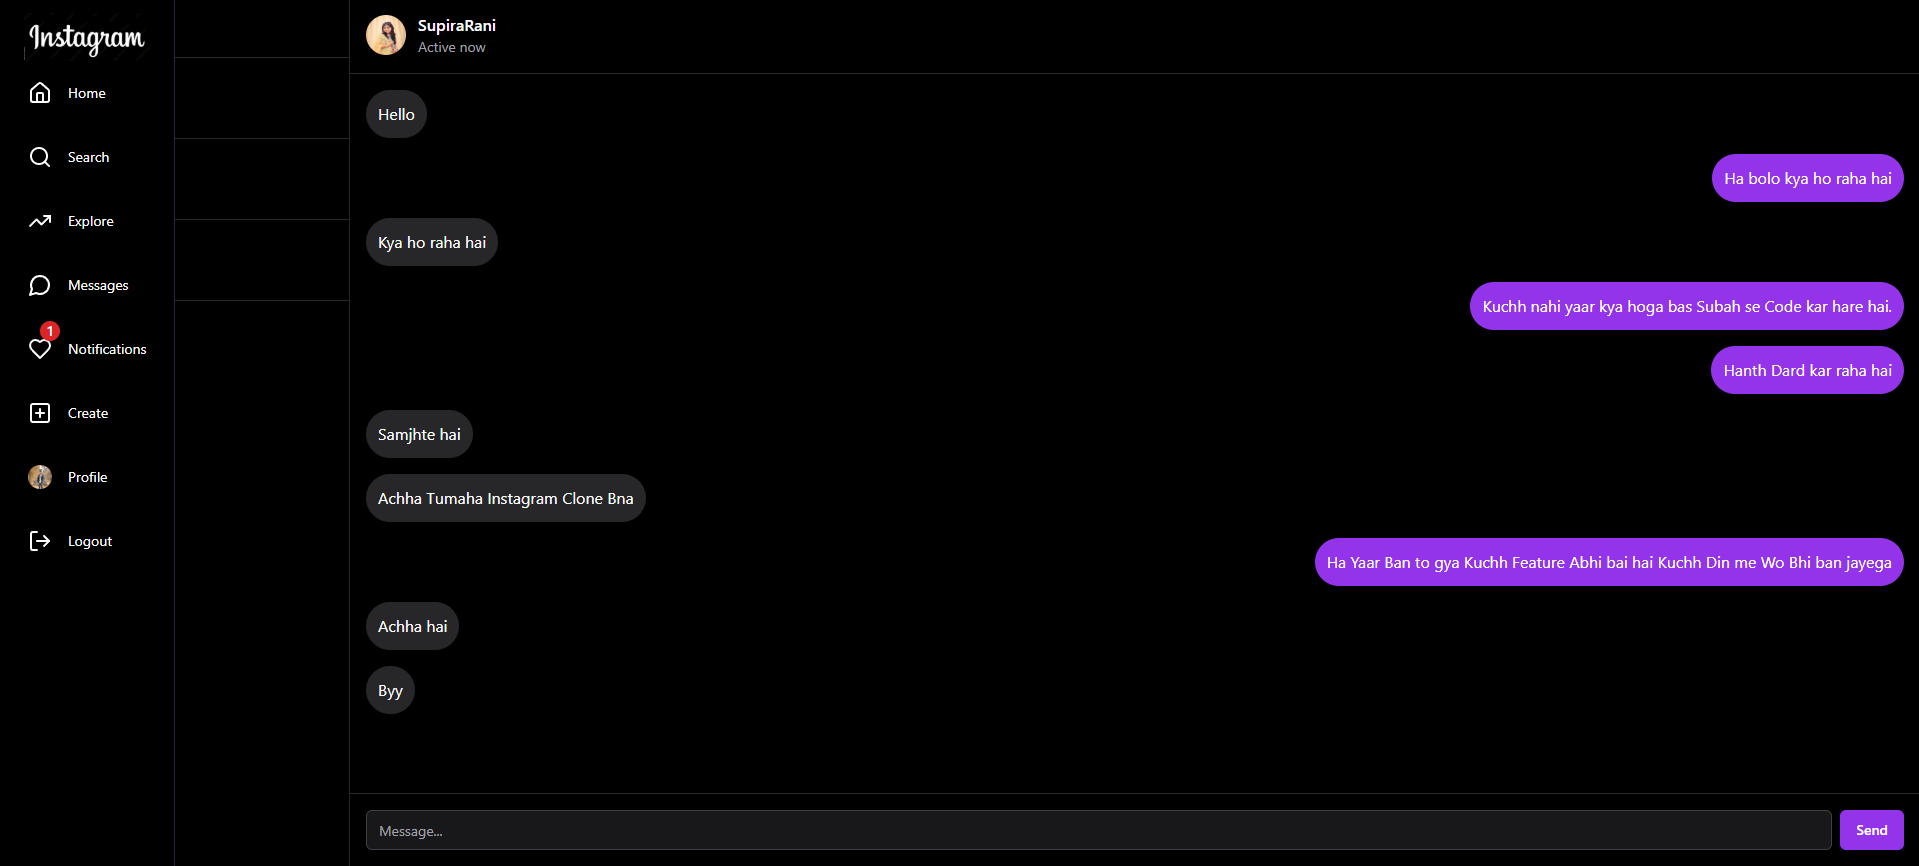 Instagram
Home
Search
Explore
Messages
1
Notifications
Create
Profile
Logout
SupiraRani
Active now
Hello
Ha bolo kya ho raha hai
Kya ho raha hai
Kuchh nahi yaar kya hoga bas Subah se Code kar hare hai.
Hanth Dard kar raha hai
Samjhte hai
Achha Tumaha Instagram Clone Bna
Ha Yaar Ban to gya Kuchh Feature Abhi bai hai Kuchh Din me Wo Bhi ban jayega
Achha hai
Byy
Message...
Send